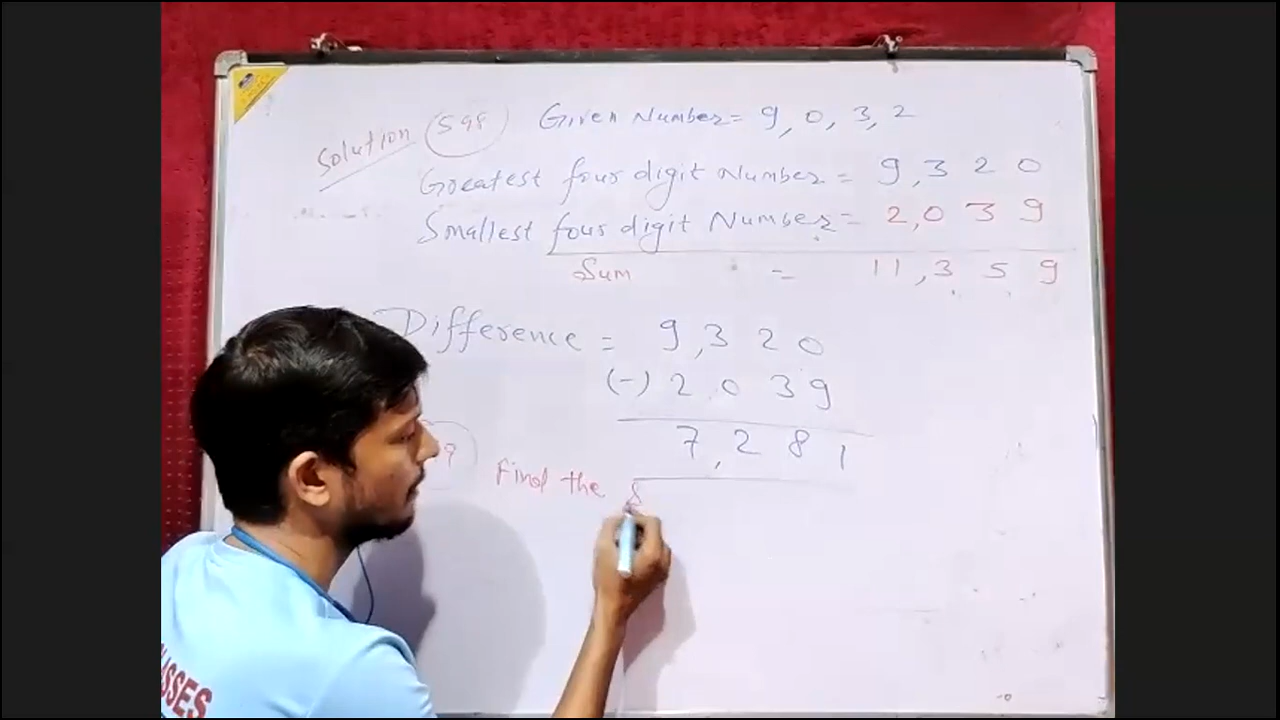 Solution 598 Given Number = 9, 0, 3, 2
Greatest four digit Number = 9,3 2 0
Smallest four digit Number = 2,0 3 9
Sum = 11,3 5 9
Difference = 9,3 2 0
(-) 2 0 3 9
7,2 8 1
9 Find the
ASSES